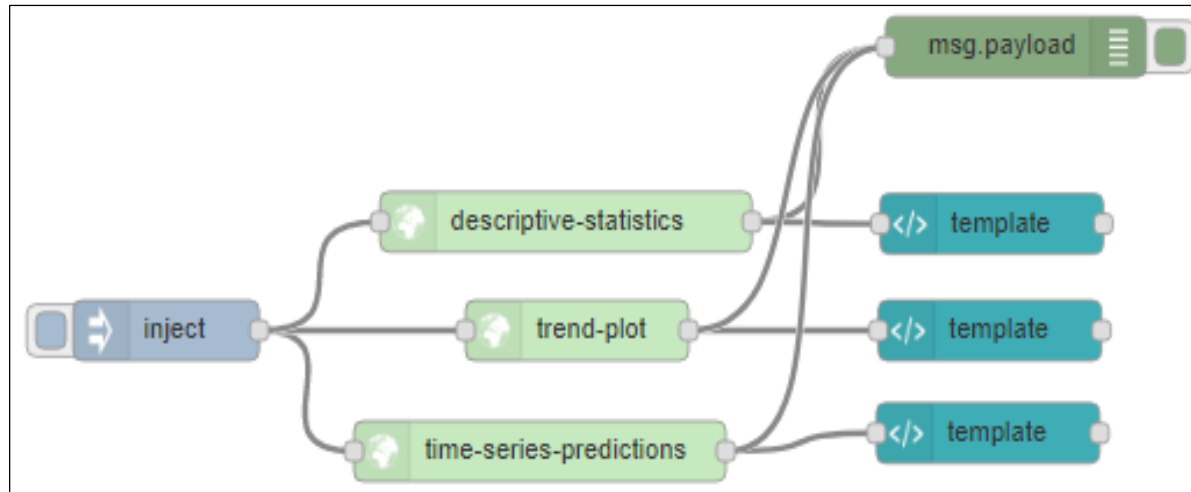 msg.payload
descriptive-statistics
</> template
inject
trend-plot
</> template
time-series-predictions
</> template